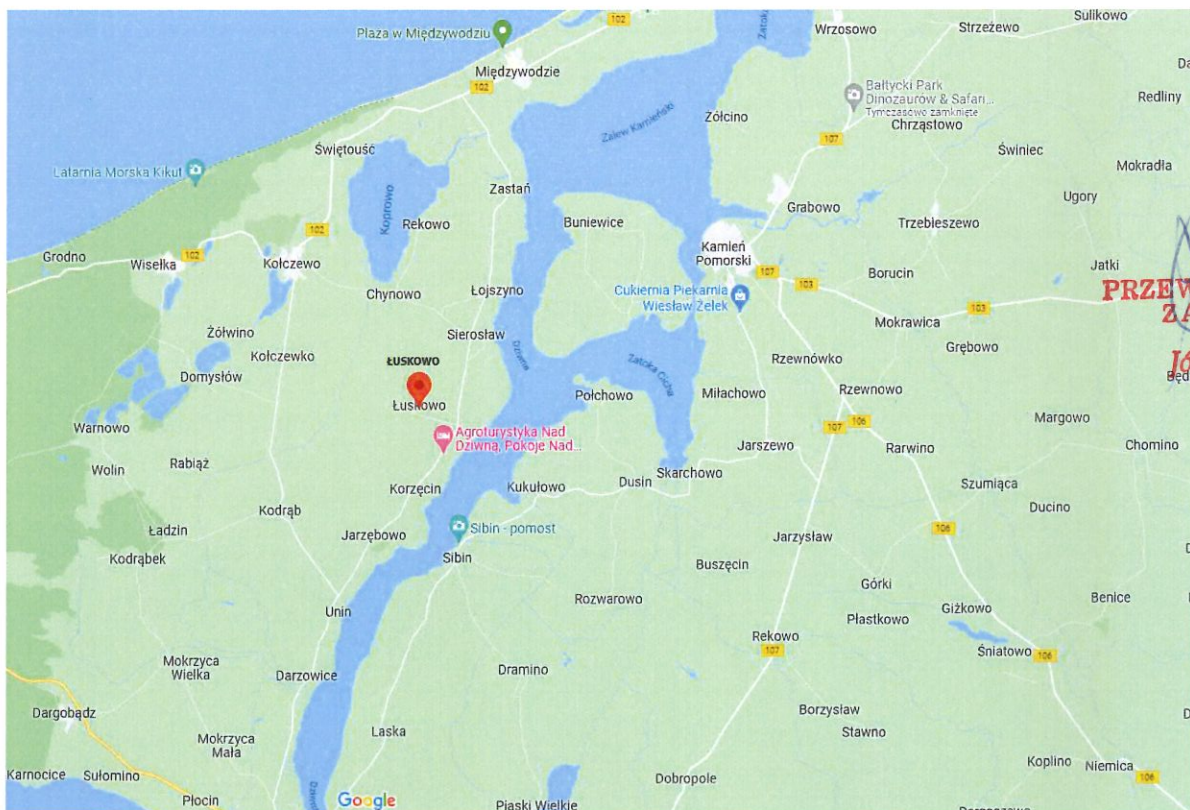 102
Zatoka
Wrzosowo
Strzeżewo
Sulikowo
Plaża w Międzywodziu
Międzywodzie
102
Bałtycki Park
Dinozaurów & Safari...
Tymczasowo zamknięte
Redliny
Zalew Kamieński
Żółcino
107
Chrząstowo
Świętouść
Świniec
Mokradła
Latarnia Morska Kikut
Zastań
Ugory
Koprowo
Rekowo
Buniewice
Grabowo
Trzebieszewo
102
Grodno
102
Wisełka
Kołczewo
Kamień
Pomorski
107
Borucin
Jatki
Chynowo
Łojszyno
Cukiernia Piekarnia
Wiesław Żelek
103
103
PRZEW
ZA
Żółwino
Sierosław
Dziwna
Mokrawica
Grębowo
Kołczewko
ŁUSKOWO
Zatoka Cicha
Rzewnówko
Jó
Domysłów
Łuskowo
Połchowo
Miłachowo
Rzewnowo
Będ
Warnowo
Agroturystyka Nad
Dziwną, Pokoje Nad...
107
106
Margowo
Chomino
Wolin
Rabiąż
Jarszewo
Rarwino
Skarchowo
Korzęcin
Kukułowo
Dusin
Szumiąca
Kodrąb
Ducino
Ładzin
Jarzębowo
Sibin - pomost
106
Jarzysław
Kodrąbek
Sibin
Buszęcin
Górki
Rozwarowo
Benice
Unin
Giżkowo
Płastkowo
Rekowo
107
Śniatowo
106
Mokrzyca
Wielka
Darzowice
Dramino
Dargobądz
Borzysław
Laska
Stawno
Mokrzyca
Mała
Koplino
Niemica
Karnocice
Sułomino
Dobropole
106
Płocin
Google
Piaski Wielkie